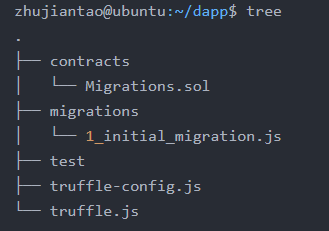 zhujiantao@ubuntu:~/dapp$ tree
.
├── contracts
│   └── Migrations.sol
├── migrations
│   └── 1_initial_migration.js
├── test
├── truffle-config.js
└── truffle.js